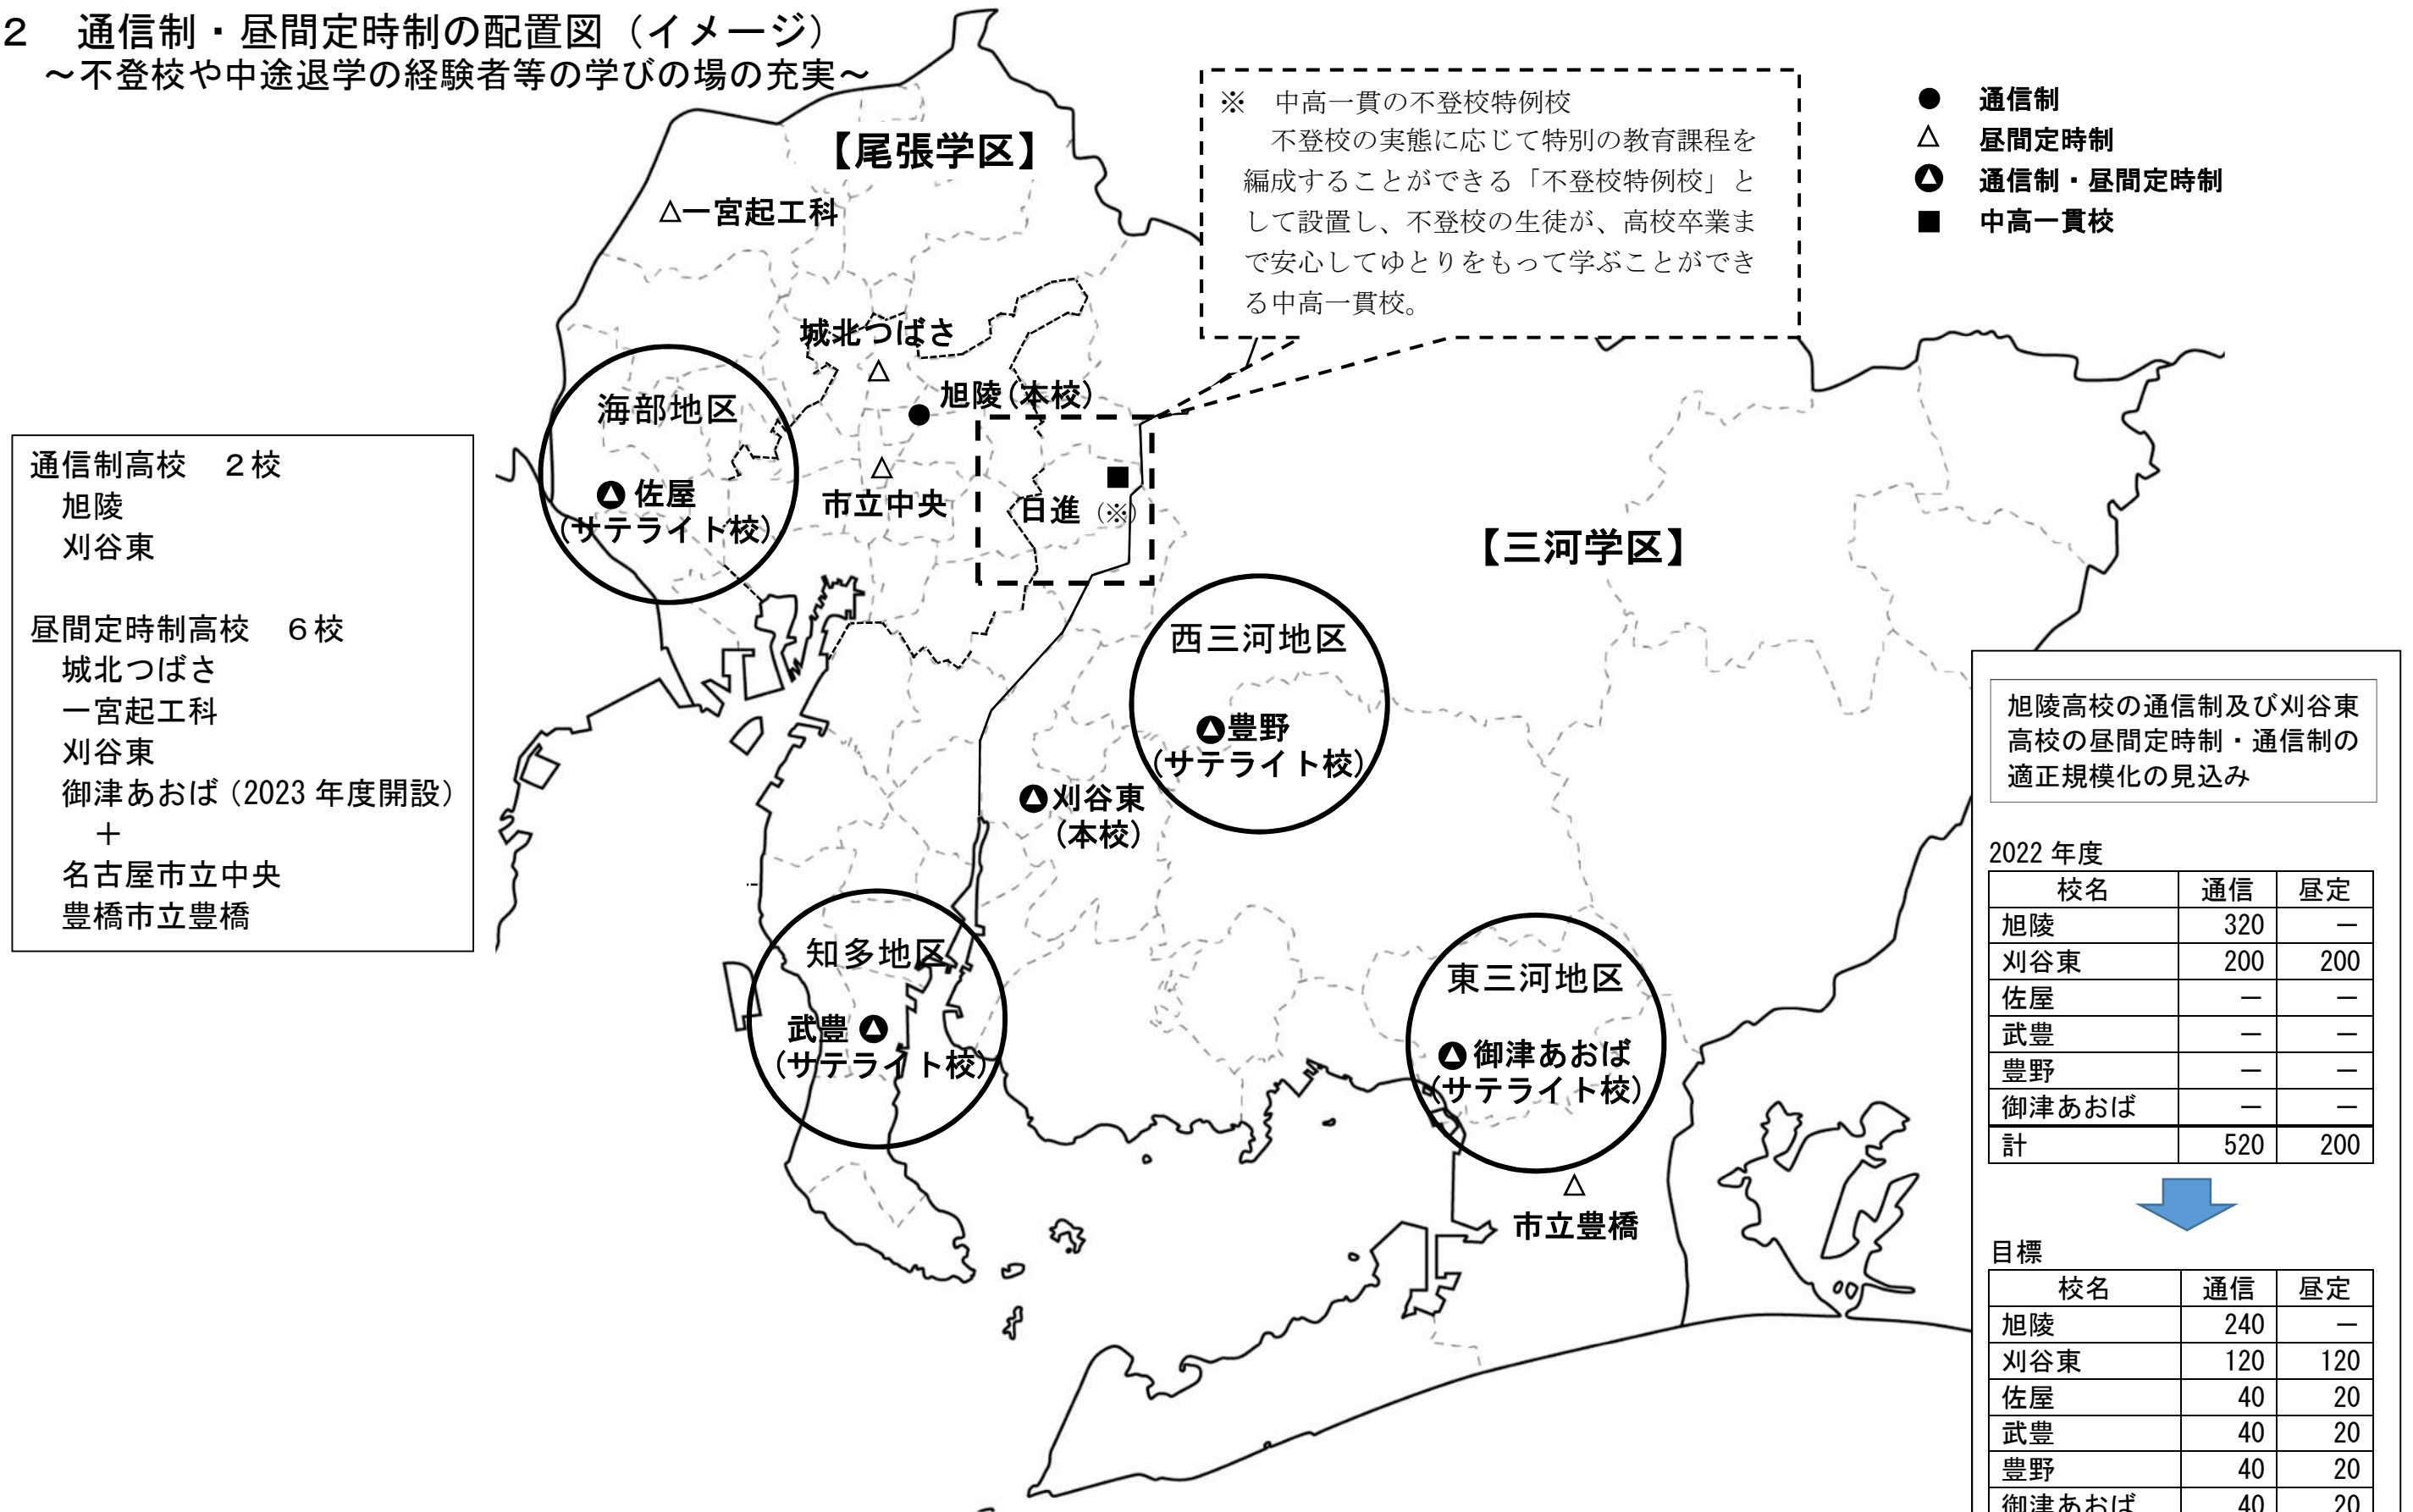 ２　通信制・昼間定時制の配置図（イメージ）
～不登校や中途退学の経験者等の学びの場の充実～
※　中高一貫の不登校特例校
不登校の実態に応じて特別の教育課程を
編成することができる「不登校特例校」と
して設置し、不登校の生徒が、高校卒業ま
で安心してゆとりをもって学ぶことができ
る中高一貫校。
● 通信制
△ 昼間定時制
通信制・昼間定時制
■ 中高一貫校
【尾張学区】
△一宮起工科
城北つばさ
△
旭陵(本校)
●
海部地区
佐屋
(サテライト校)
△
市立中央
■
日進（※）
【三河学区】
通信制高校　２校
旭陵
刈谷東
昼間定時制高校　６校
城北つばさ
一宮起工科
刈谷東
御津あおば（2023 年度開設）
＋
名古屋市立中央
豊橋市立豊橋
西三河地区
豊野
(サテライト校)
刈谷東
(本校)
知多地区
武豊
(サテライト校)
東三河地区
御津あおば
(サテライト校)
△
市立豊橋
旭陵高校の通信制及び刈谷東
高校の昼間定時制・通信制の
適正規模化の見込み
2022 年度
校名 通信 昼定
旭陵 320 －
刈谷東 200 200
佐屋 － －
武豊 － －
豊野 － －
御津あおば － －
計 520 200
目標
校名 通信 昼定
旭陵 240 －
刈谷東 120 120
佐屋 40 20
武豊 40 20
豊野 40 20
御津あおば 40 20